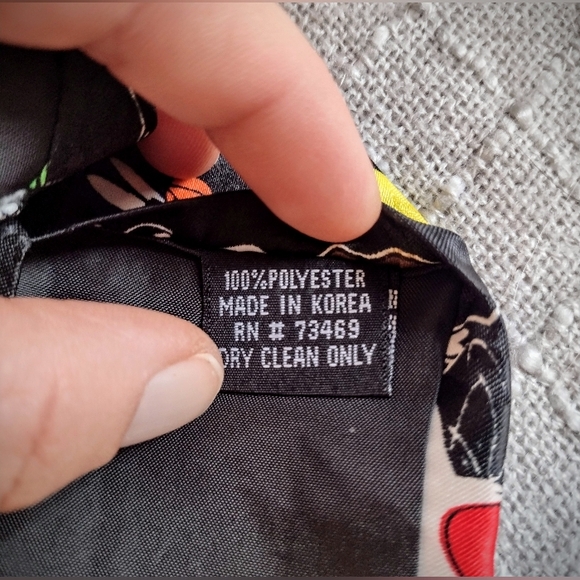 100%POLYESTER
MADE IN KOREA
RN # 73469
DRY CLEAN ONLY